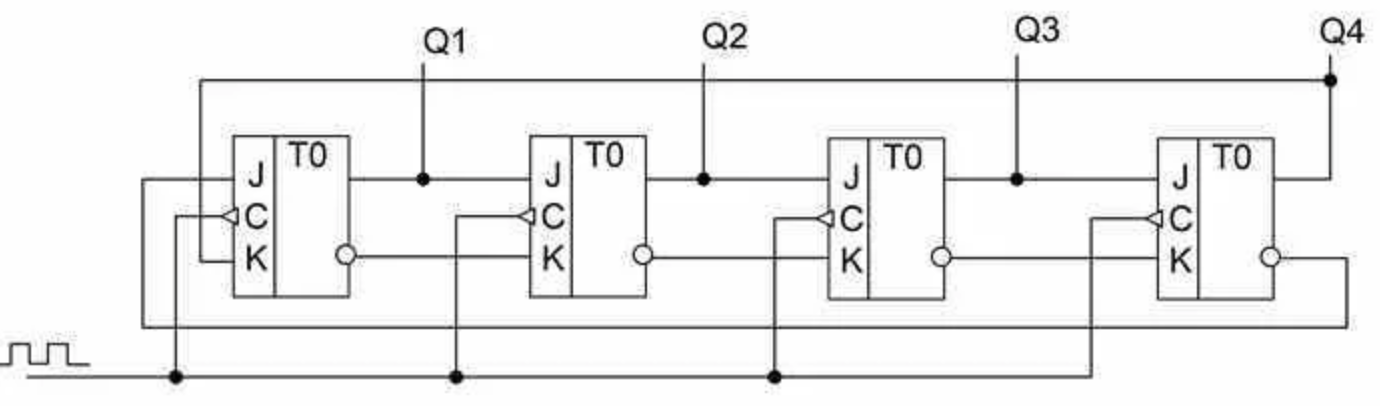 Q1 Q2 Q3 Q4
T0 T0 T0 T0
J J J J
C C C C
K K K K